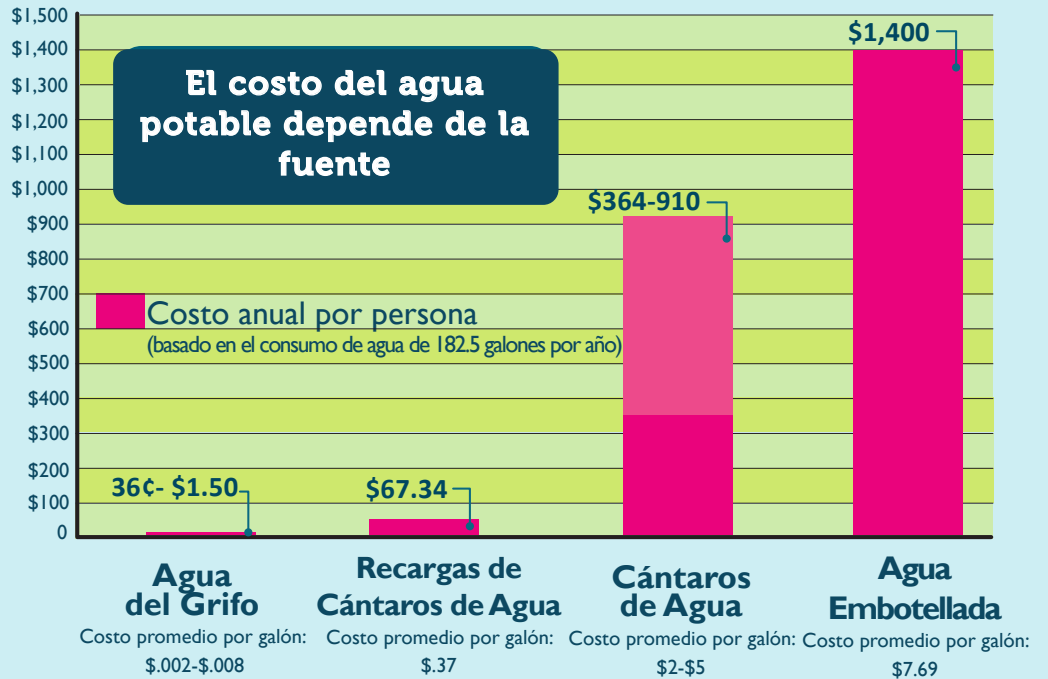 $1,500
$1,400
$1,300
$1,200
$1,100
$1,000
$900
$800
$700
$600
$500
$400
$300
$200
$100
0
El costo del agua
potable depende de la
fuente
Costo anual por persona
(basado en el consumo de agua de 182.5 galones por año)
36¢- $1.50
$67.34
$364-910
$1,400
Agua
del Grifo
Costo promedio por galón:
$.002-$.008
Recargas de
Cántaros de Agua
Costo promedio por galón:
$.37
Cántaros
de Agua
Costo promedio por galón:
$2-$5
Agua
Embotellada
Costo promedio por galón:
$7.69